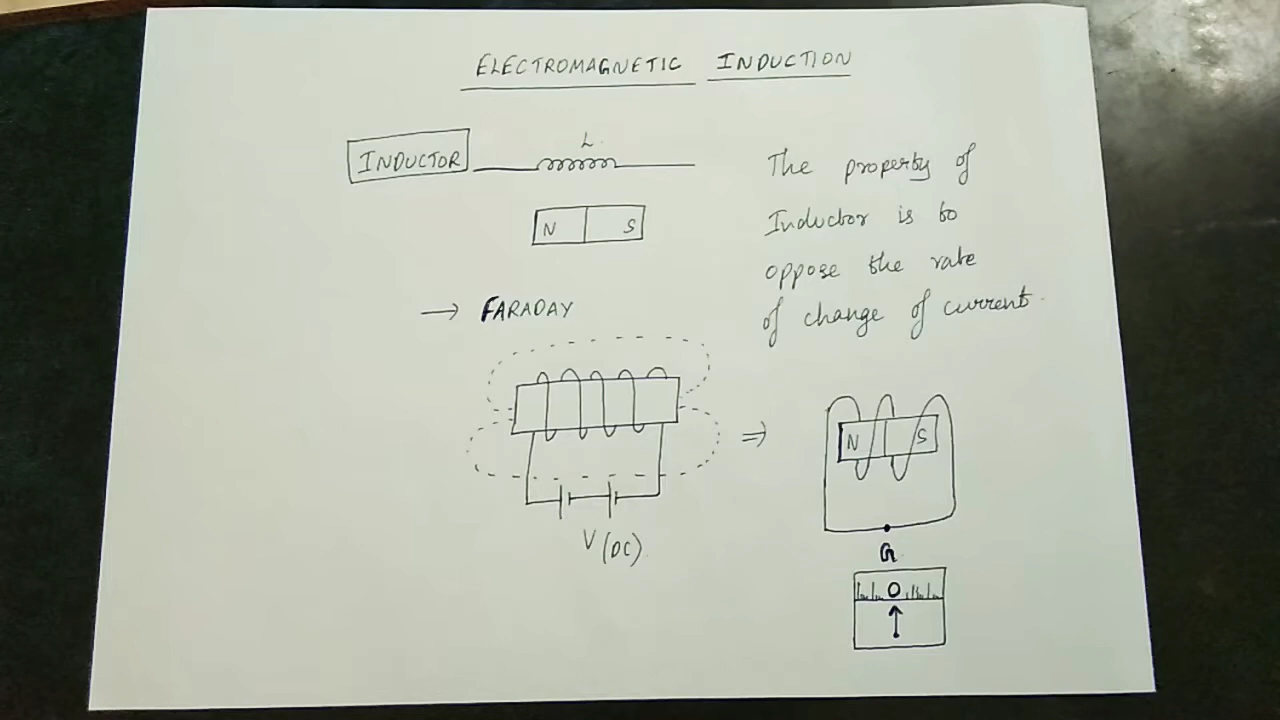 ELECTROMAGNETIC INDUCTION
INDUCTOR
L
N S
The property of
Inductor is to
oppose the rate
of change of current.
→ FARADAY
⇒
N S
V (DC)
G
0